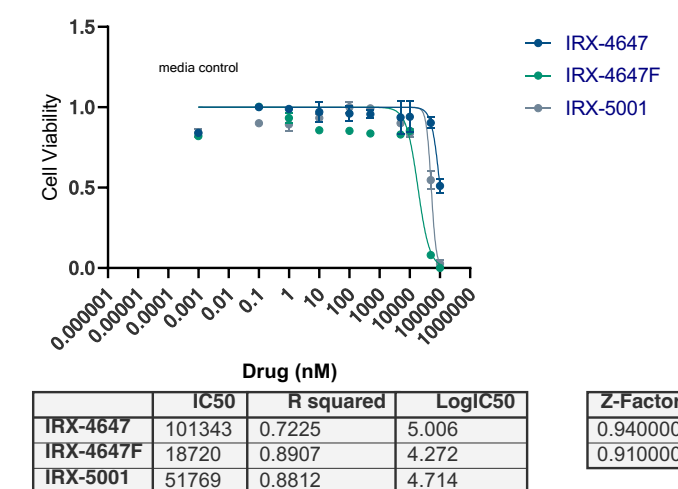 1.5
media control
1.0
0.5
0.0
Cell Viability
IRX-4647
IRX-4647F
IRX-5001
0.000001 0.00001 0.0001 0.001 0.01 0.1 1 10 100 1000 10000 100000 1000000
Drug (nM)
IC50 R squared LogIC50
IRX-4647 101343 0.7225 5.006
IRX-4647F 18720 0.8907 4.272
IRX-5001 51769 0.8812 4.714
Z-Factor
0.940000
0.910000